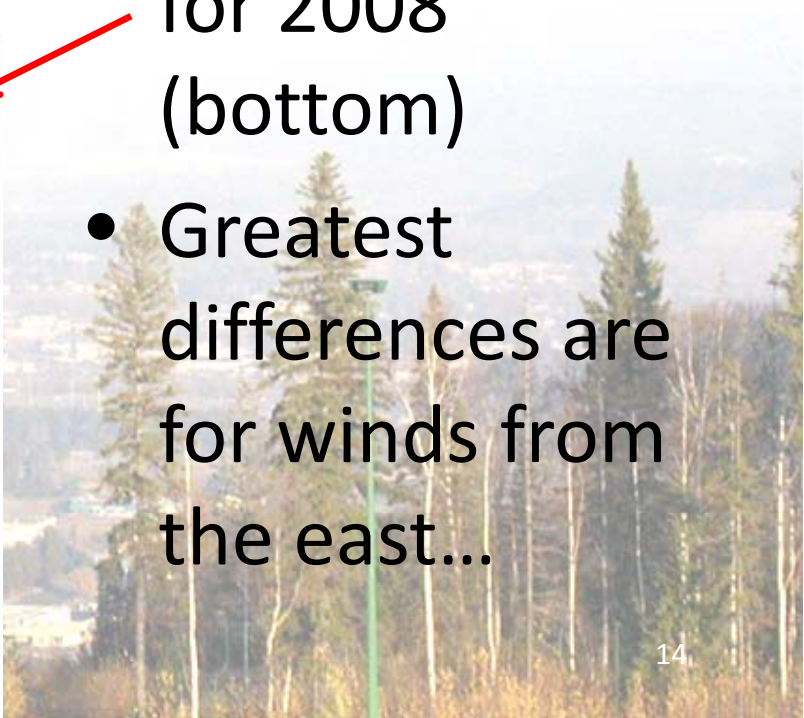 for 2008
(bottom)
• Greatest
differences are
for winds from
the east...
14